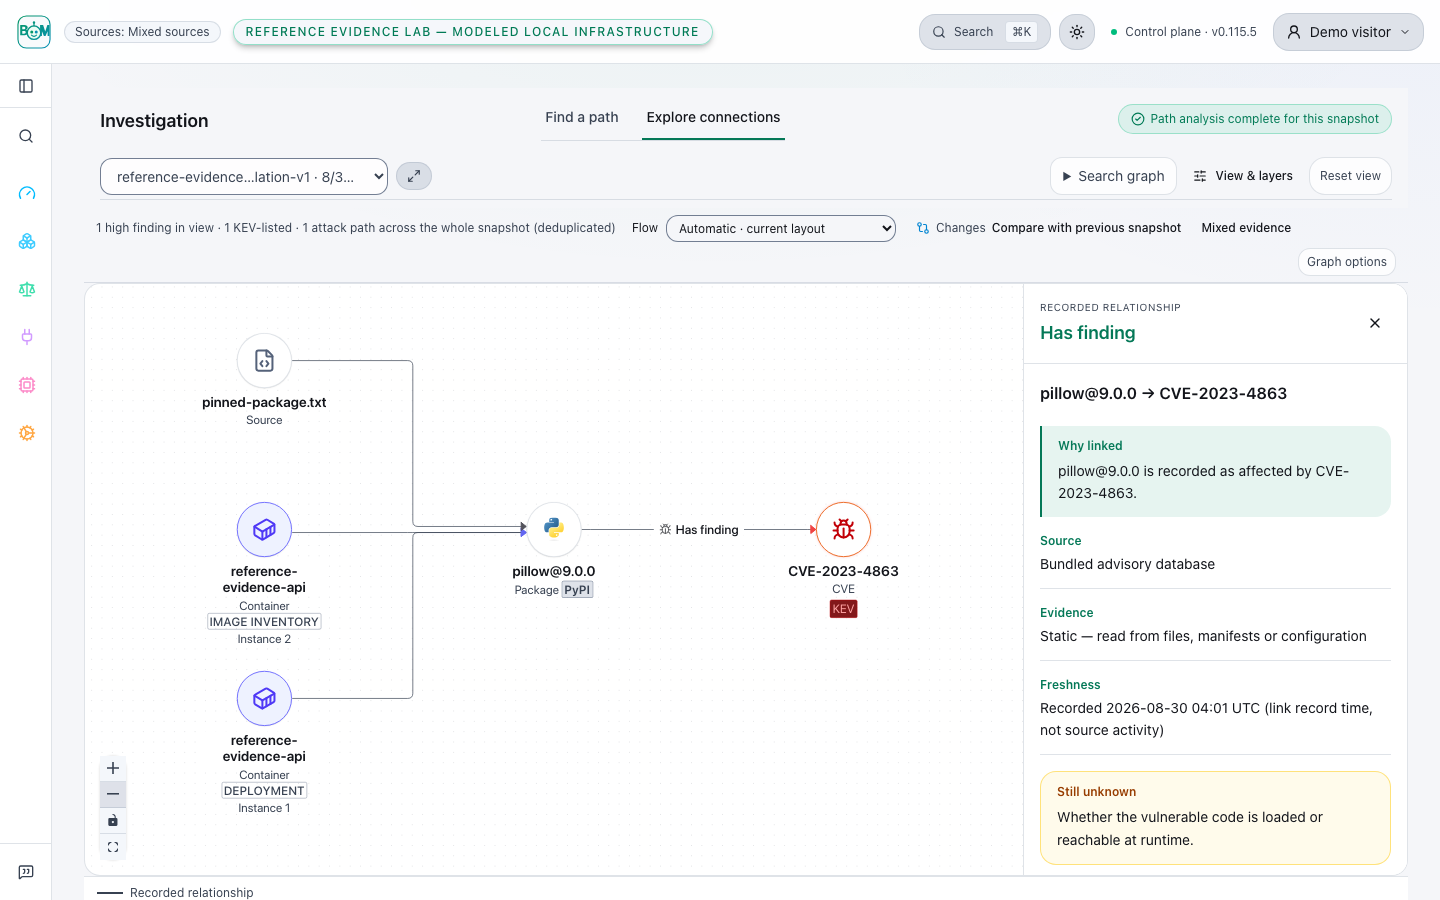 BOM
Sources: Mixed sources
REFERENCE EVIDENCE LAB — MODELED LOCAL INFRASTRUCTURE
Search ⌘K
Control plane · v0.115.5
Demo visitor
Investigation
Find a path
Explore connections
Path analysis complete for this snapshot
reference-evidence...lation-v1 · 8/3...
Search graph
View & layers
Reset view
1 high finding in view · 1 KEV-listed · 1 attack path across the whole snapshot (deduplicated)
Flow
Automatic · current layout
Changes Compare with previous snapshot
Mixed evidence
Graph options
pinned-package.txt
Source
reference-
evidence-api
Container
IMAGE INVENTORY
Instance 2
reference-
evidence-api
Container
DEPLOYMENT
Instance 1
pillow@9.0.0
Package PyPI
Has finding
CVE-2023-4863
CVE
KEV
RECORDED RELATIONSHIP
Has finding
pillow@9.0.0 → CVE-2023-4863
Why linked
pillow@9.0.0 is recorded as affected by CVE-
2023-4863.
Source
Bundled advisory database
Evidence
Static — read from files, manifests or configuration
Freshness
Recorded 2026-08-30 04:01 UTC (link record time,
not source activity)
Still unknown
Whether the vulnerable code is loaded or
reachable at runtime.
Recorded relationship